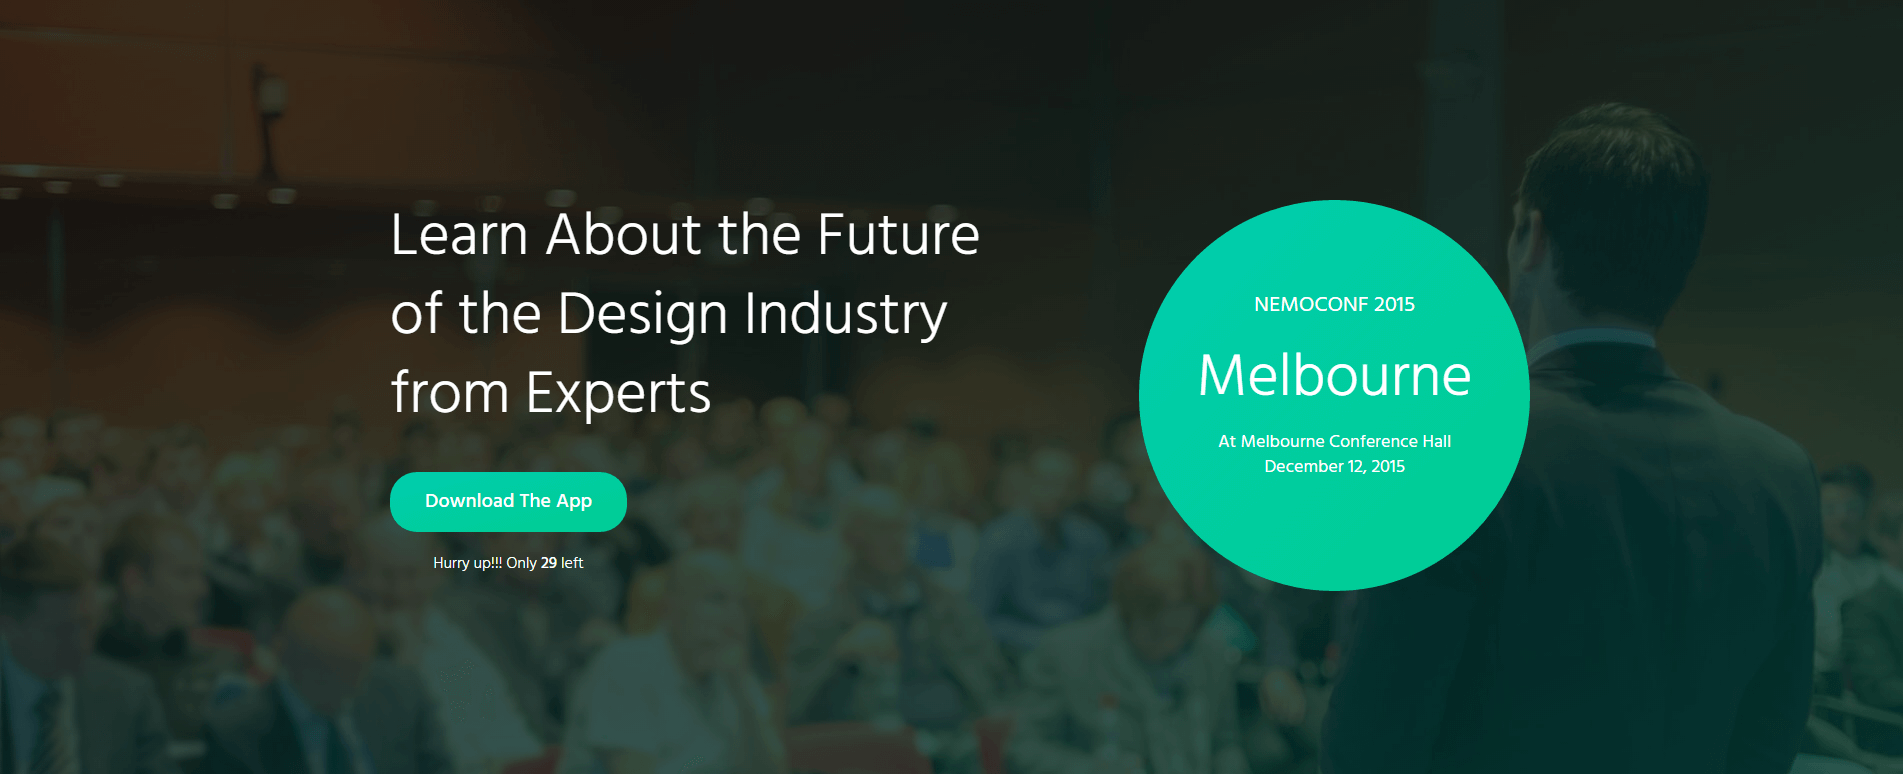 Learn About the Future
of the Design Industry
from Experts
Download The App
Hurry up!!! Only 29 left
NEMOCONF 2015
Melbourne
At Melbourne Conference Hall
December 12, 2015